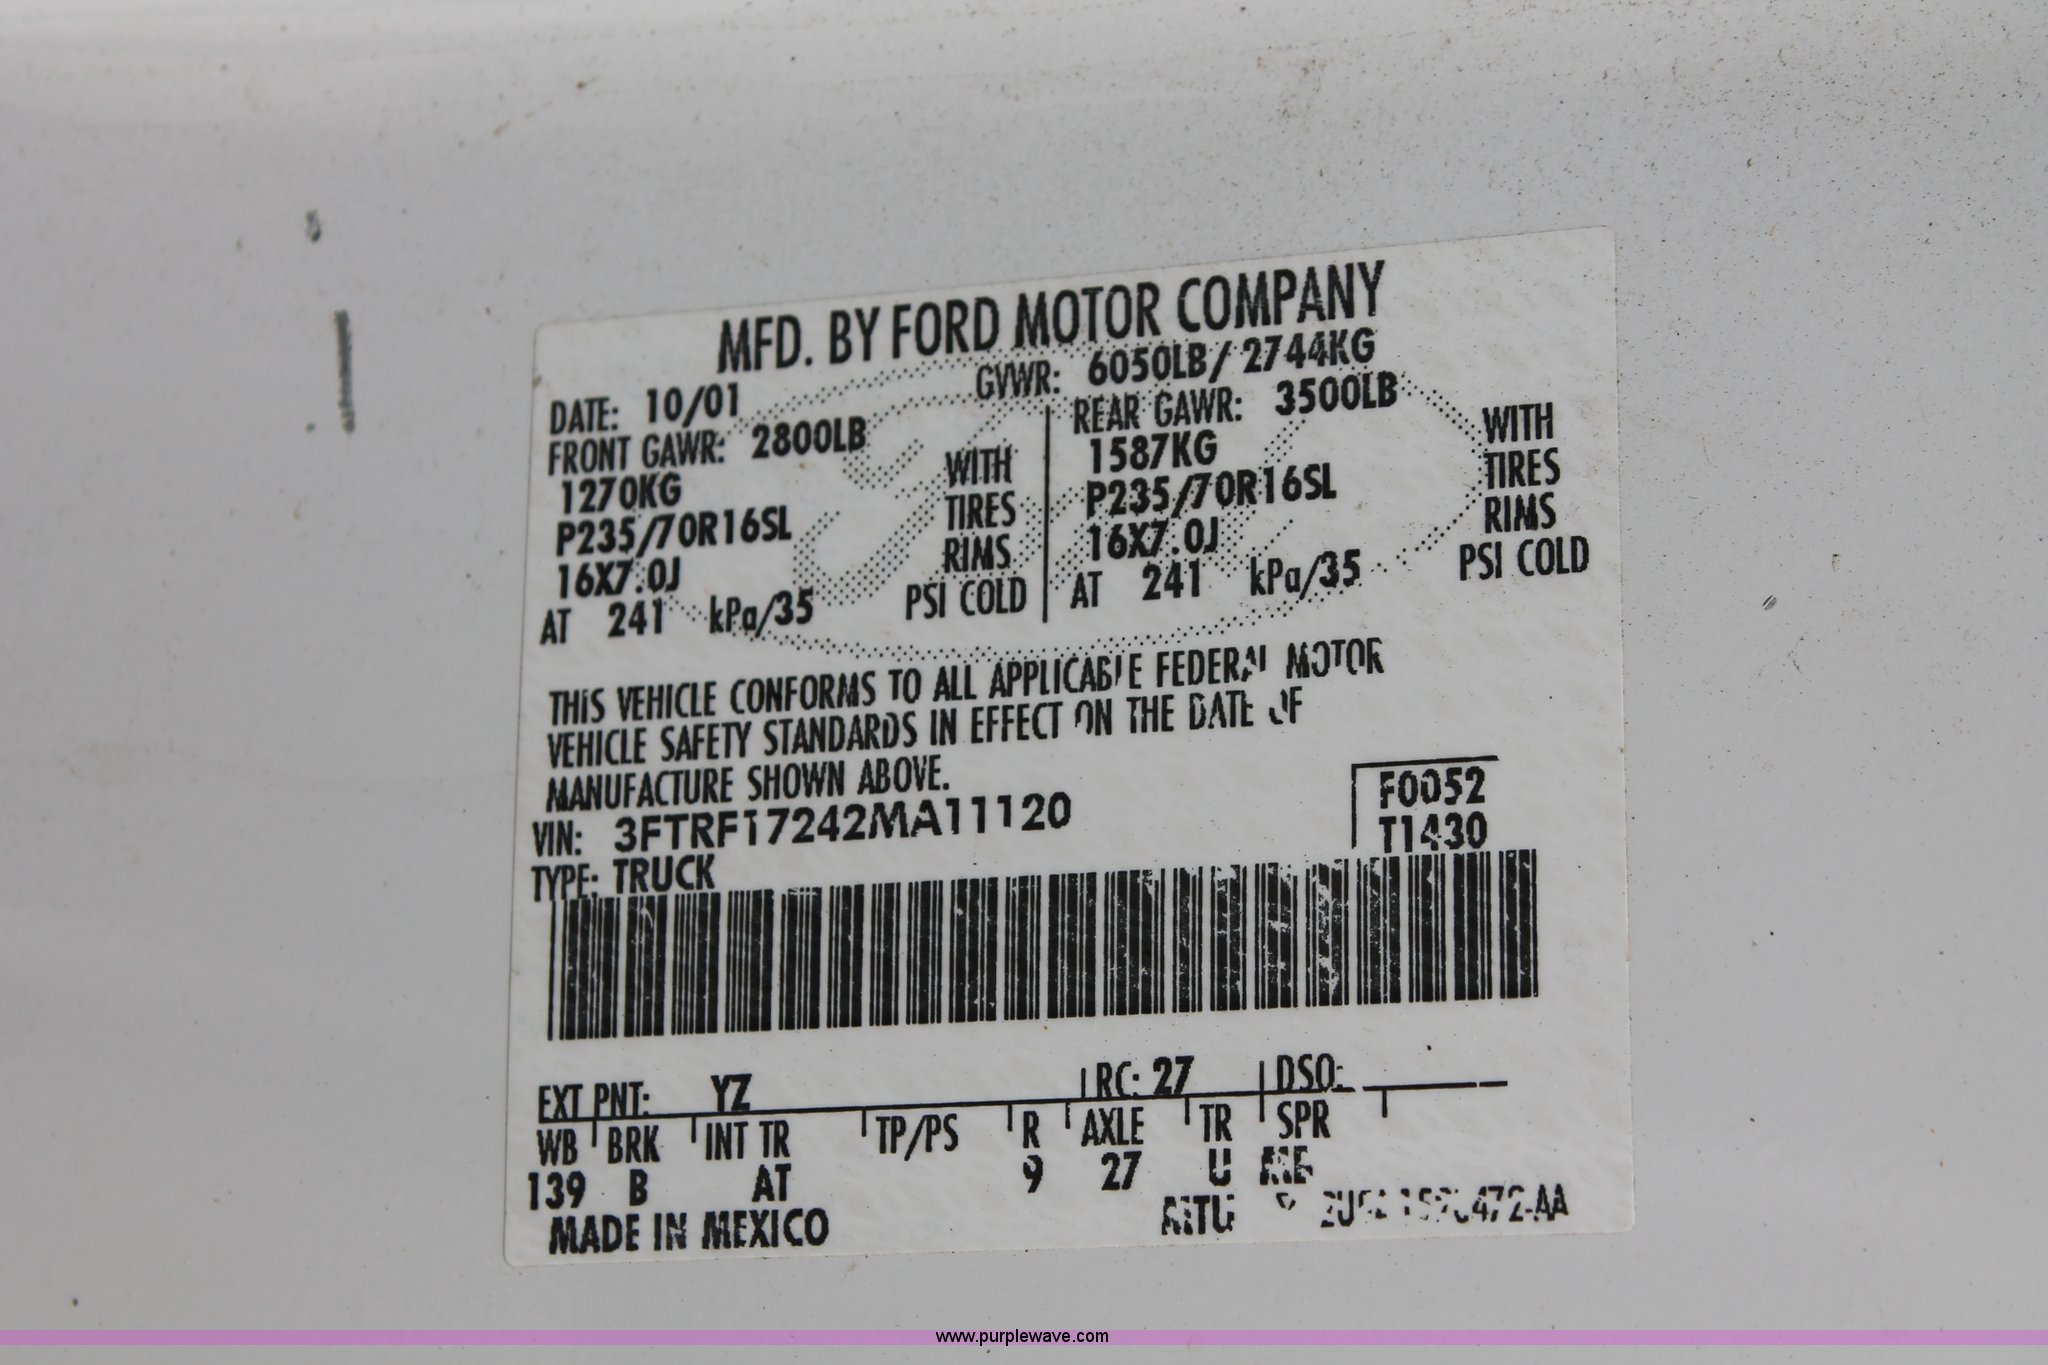 MFD. BY FORD MOTOR COMPANY
DATE: 10/01 GVWR: 6050LB/ 2744KG
FRONT GAWR: 2800LB REAR GAWR: 3500LB
1270KG WITH 1587KG WITH
P235/70R16SL TIRES P235/70R16SL TIRES
16X7.0J RIMS 16X7.0J RIMS
AT 241 kPa/35 PSI COLD AT 241 kPa/35 PSI COLD
THIS VEHICLE CONFORMS TO ALL APPLICABLE FEDERAL MOTOR
VEHICLE SAFETY STANDARDS IN EFFECT ON THE DATE OF
MANUFACTURE SHOWN ABOVE.
F0052
VIN: 3FTRF17242MA11120 T1430
TYPE: TRUCK
EXT PNT: YZ RC: 27 DSO:
WB BRK INT TR TP/PS R AXLE TR SPR
139 B AT 9 27 U
MADE IN MEXICO
www.purplewave.com